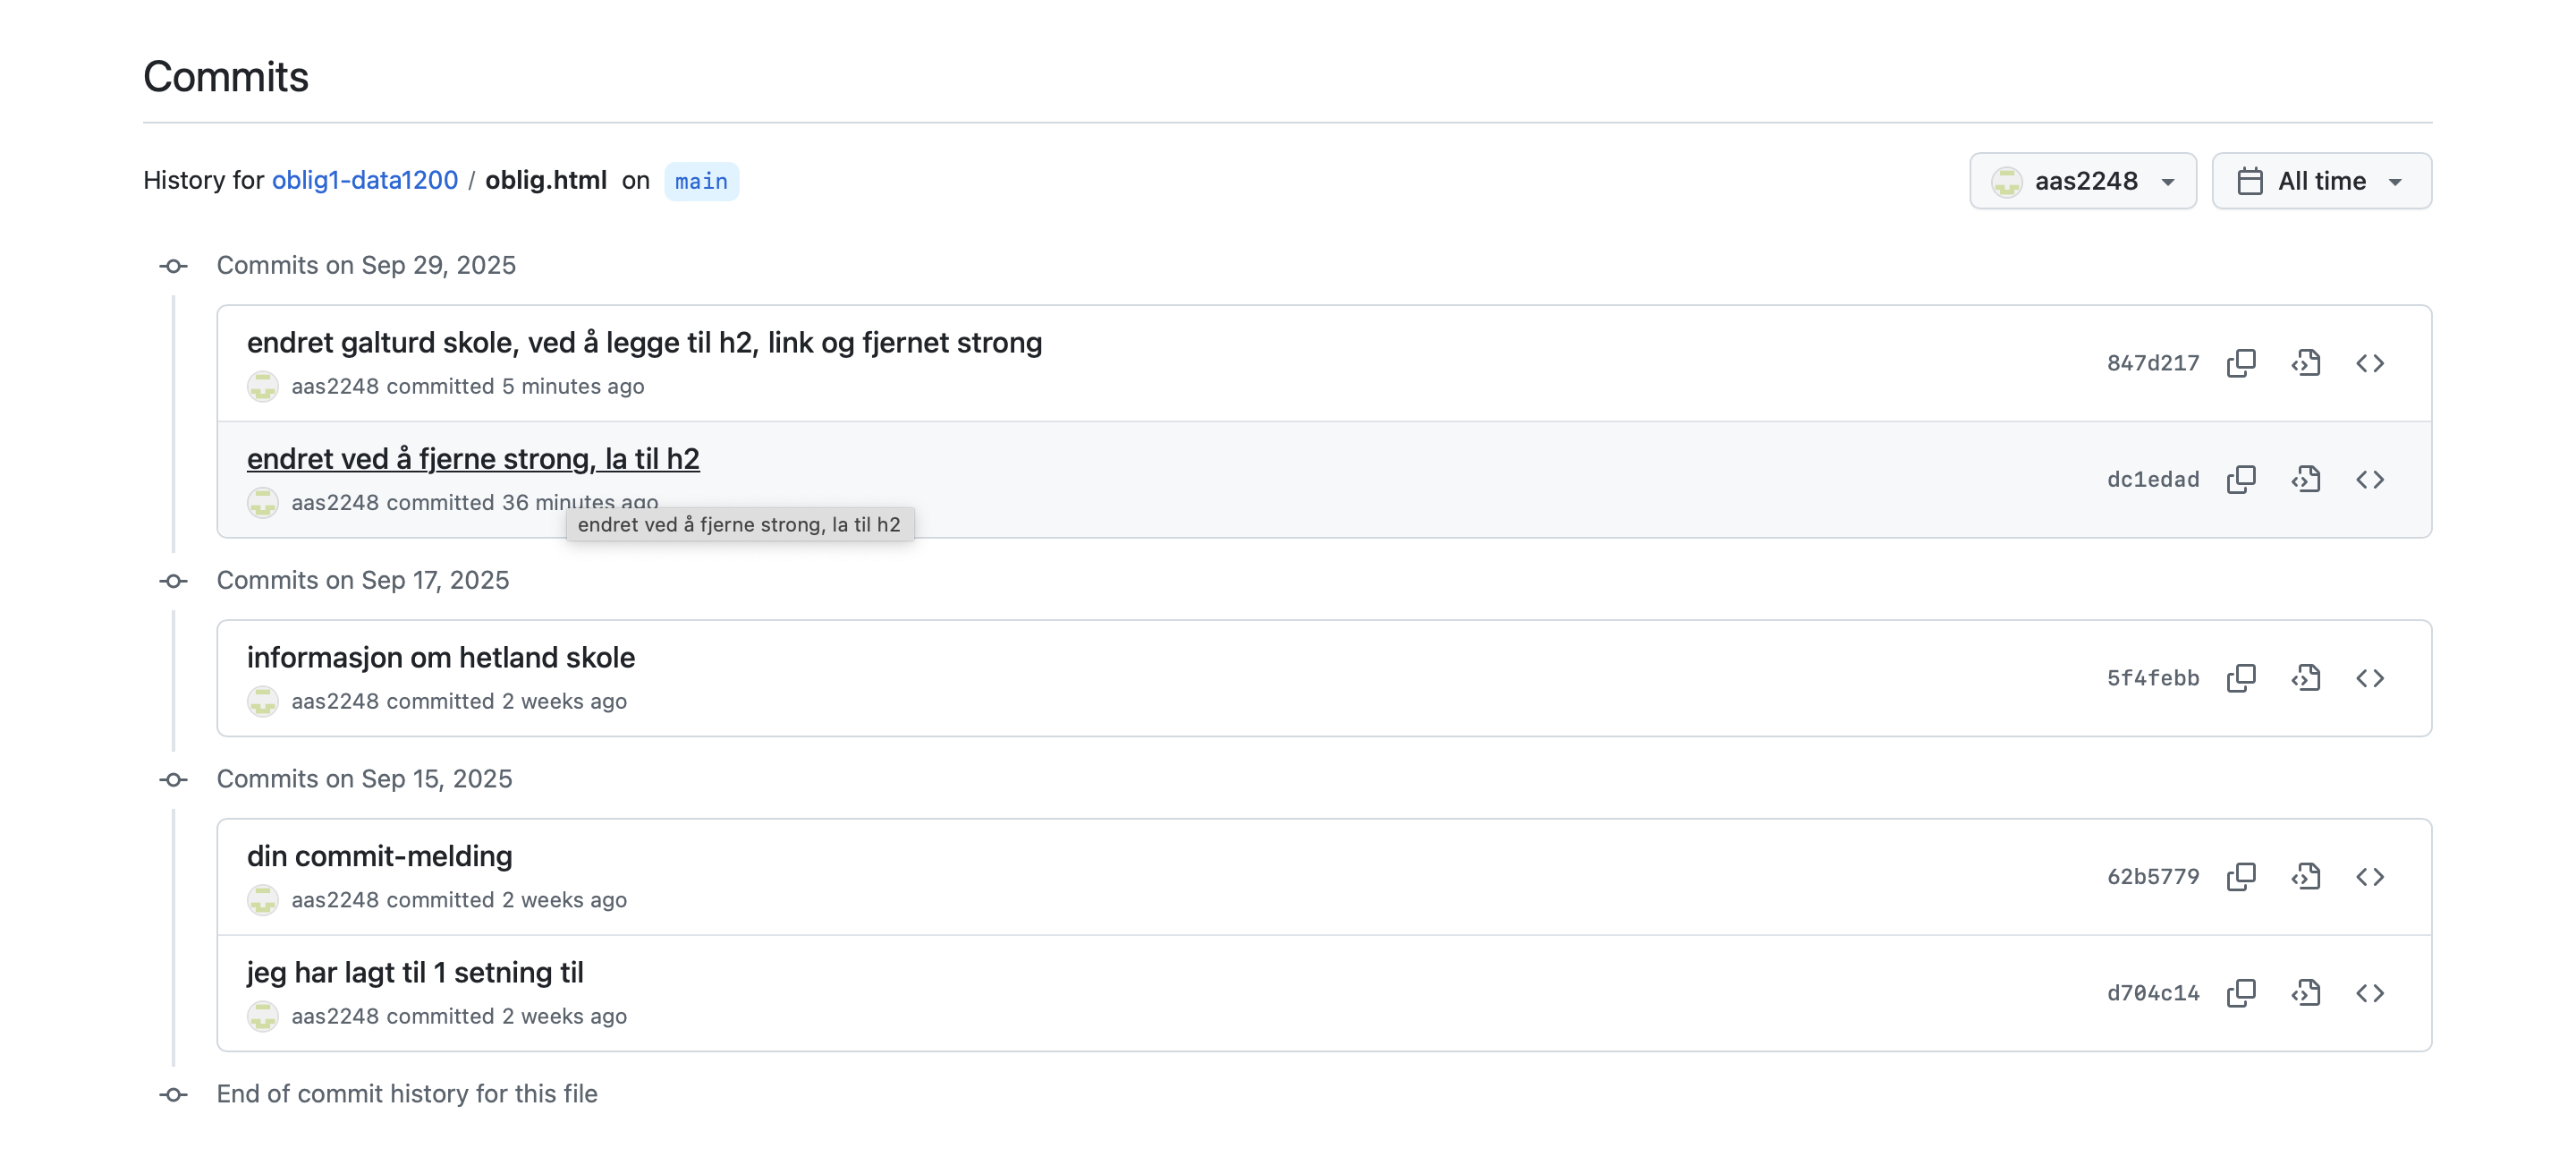 Commits
History for oblig1-data1200 / oblig.html on main
aas2248
All time
Commits on Sep 29, 2025
endret galturd skole, ved å legge til h2, link og fjernet strong
aas2248 committed 5 minutes ago
847d217
endret ved å fjerne strong, la til h2
aas2248 committed 36 minutes ago
dc1edad
endret ved å fjerne strong, la til h2
Commits on Sep 17, 2025
informasjon om hetland skole
aas2248 committed 2 weeks ago
5f4febb
Commits on Sep 15, 2025
din commit-melding
aas2248 committed 2 weeks ago
62b5779
jeg har lagt til 1 setning til
aas2248 committed 2 weeks ago
d704c14
End of commit history for this file